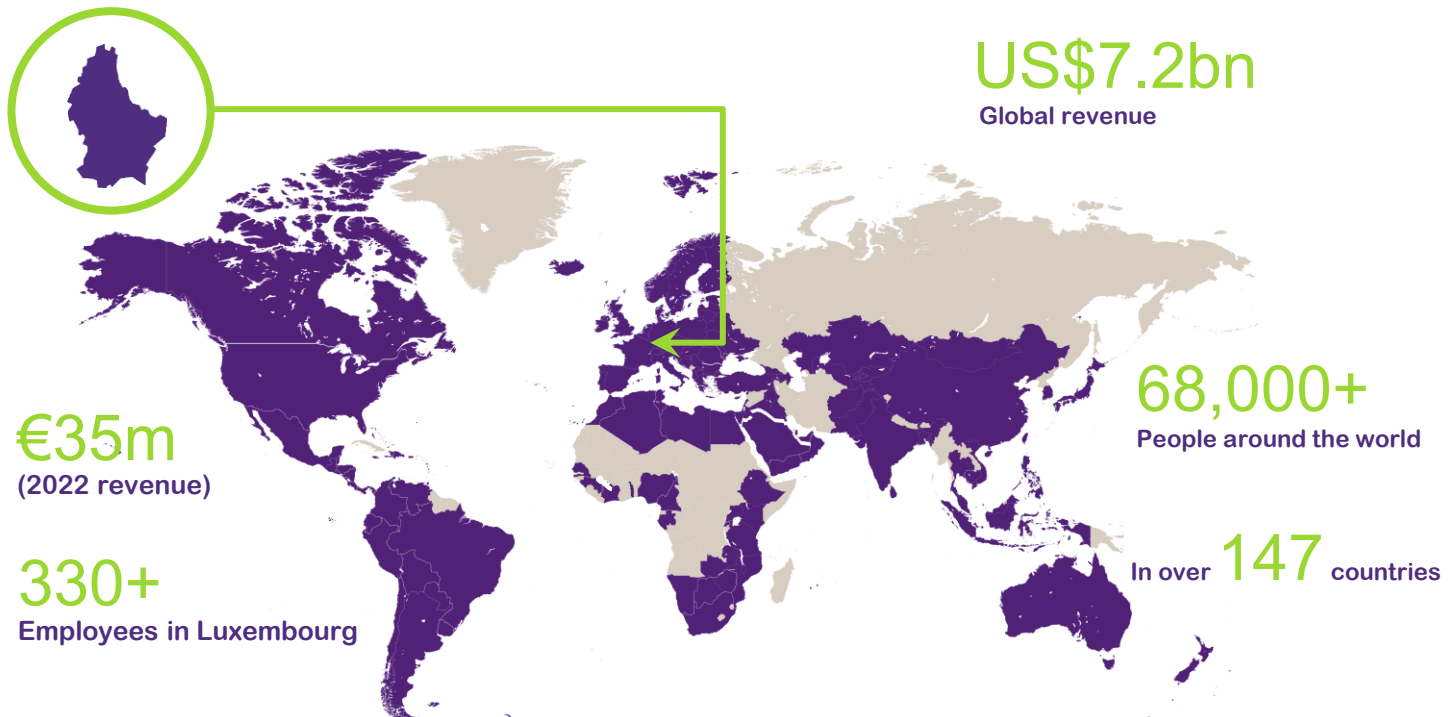 US$7.2bn
Global revenue
68,000+
People around the world
€35m
(2022 revenue)
In over 147 countries
330+
Employees in Luxembourg